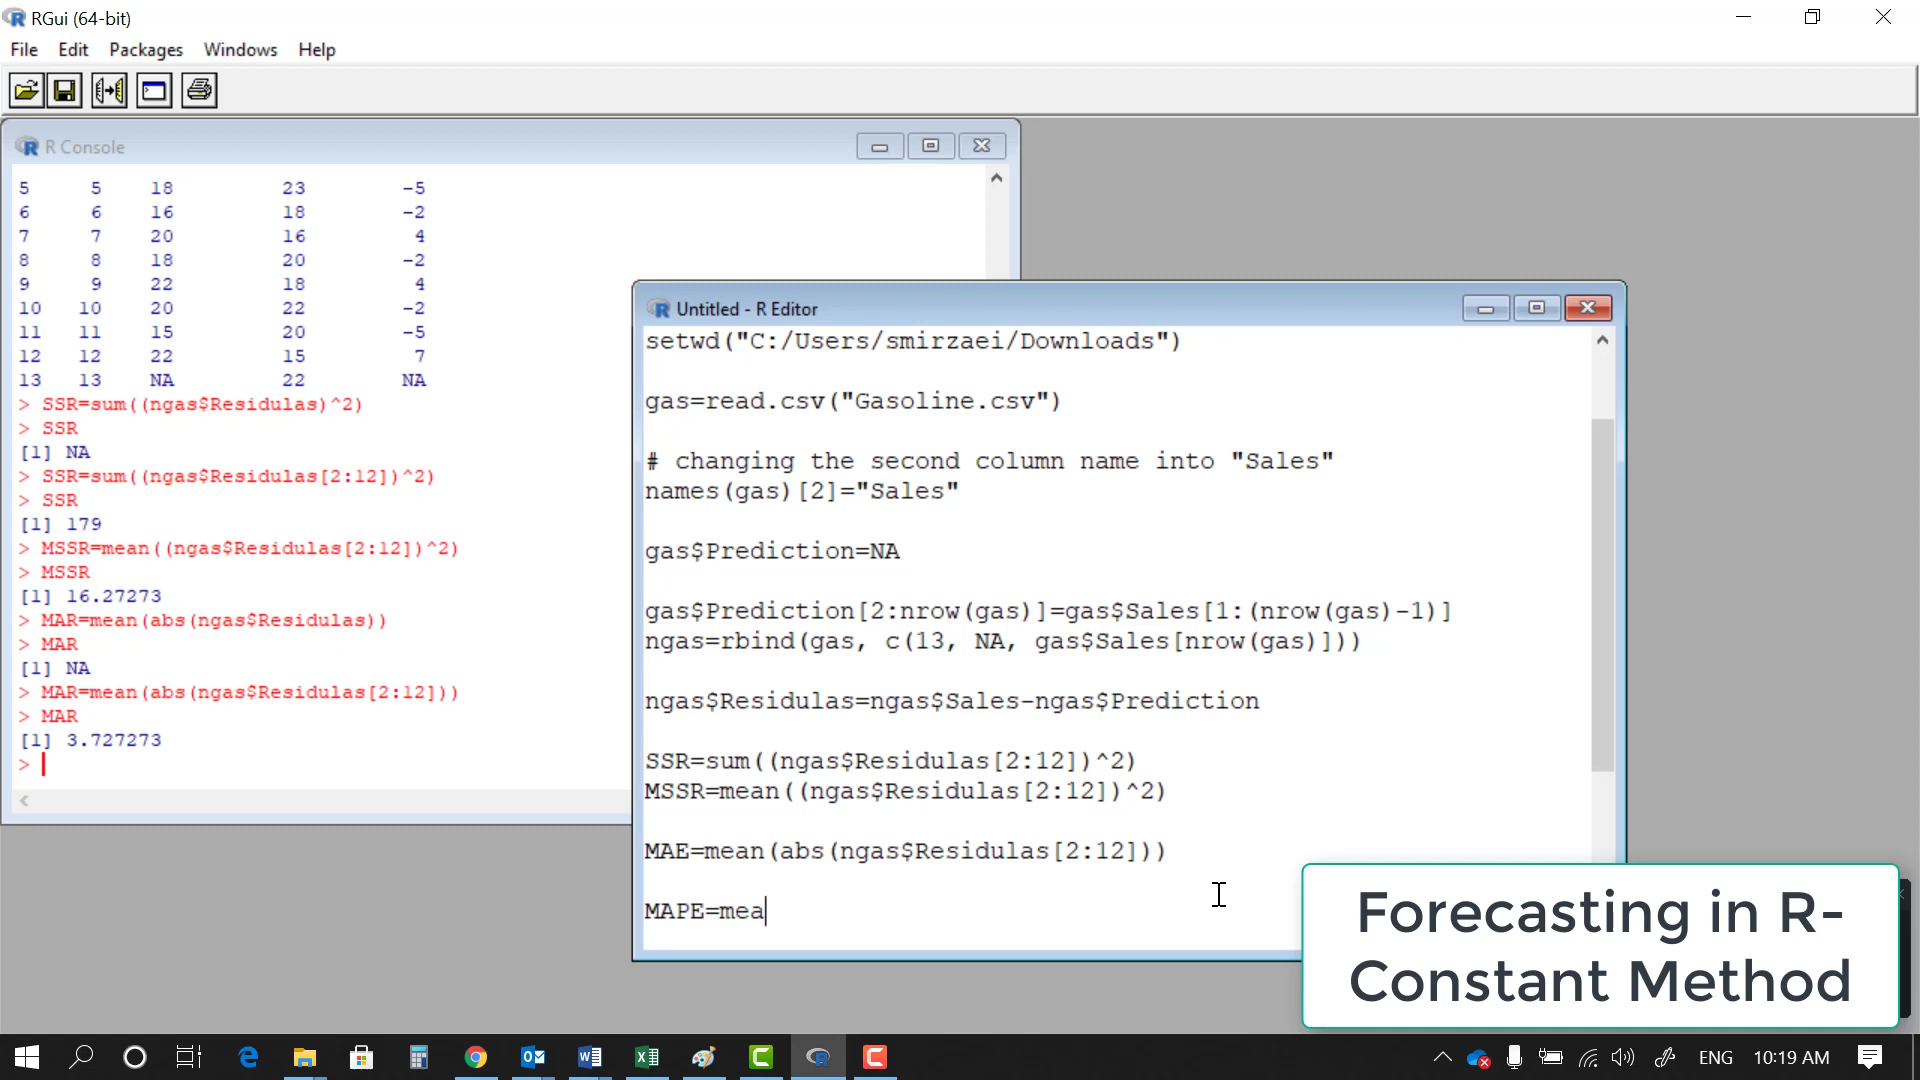 RGui (64-bit)
File Edit Packages Windows Help
R Console
5 5 18 23 -5
6 6 16 18 -2
7 7 20 16 4
8 8 18 20 -2
9 9 22 18 4
10 10 20 22 -2
11 11 15 20 -5
12 12 22 15 7
13 13 NA 22 NA
> SSR=sum((ngas$Residulas)^2)
> SSR
[1] NA
> SSR=sum((ngas$Residulas[2:12])^2)
> SSR
[1] 179
> MSSR=mean((ngas$Residulas[2:12])^2)
> MSSR
[1] 16.27273
> MAR=mean(abs(ngas$Residulas))
> MAR
[1] NA
> MAR=mean(abs(ngas$Residulas[2:12]))
> MAR
[1] 3.727273
>
Untitled - R Editor
setwd("C:/Users/smirzaei/Downloads")
gas=read.csv("Gasoline.csv")
# changing the second column name into "Sales"
names(gas)[2]="Sales"
gas$Prediction=NA
gas$Prediction[2:nrow(gas)]=gas$Sales[1:(nrow(gas)-1)]
ngas=rbind(gas, c(13, NA, gas$Sales[nrow(gas)]))
ngas$Residulas=ngas$Sales-ngas$Prediction
SSR=sum((ngas$Residulas[2:12])^2)
MSSR=mean((ngas$Residulas[2:12])^2)
MAE=mean(abs(ngas$Residulas[2:12]))
MAPE=mea
Forecasting in R-
Constant Method
ENG 10:19 AM